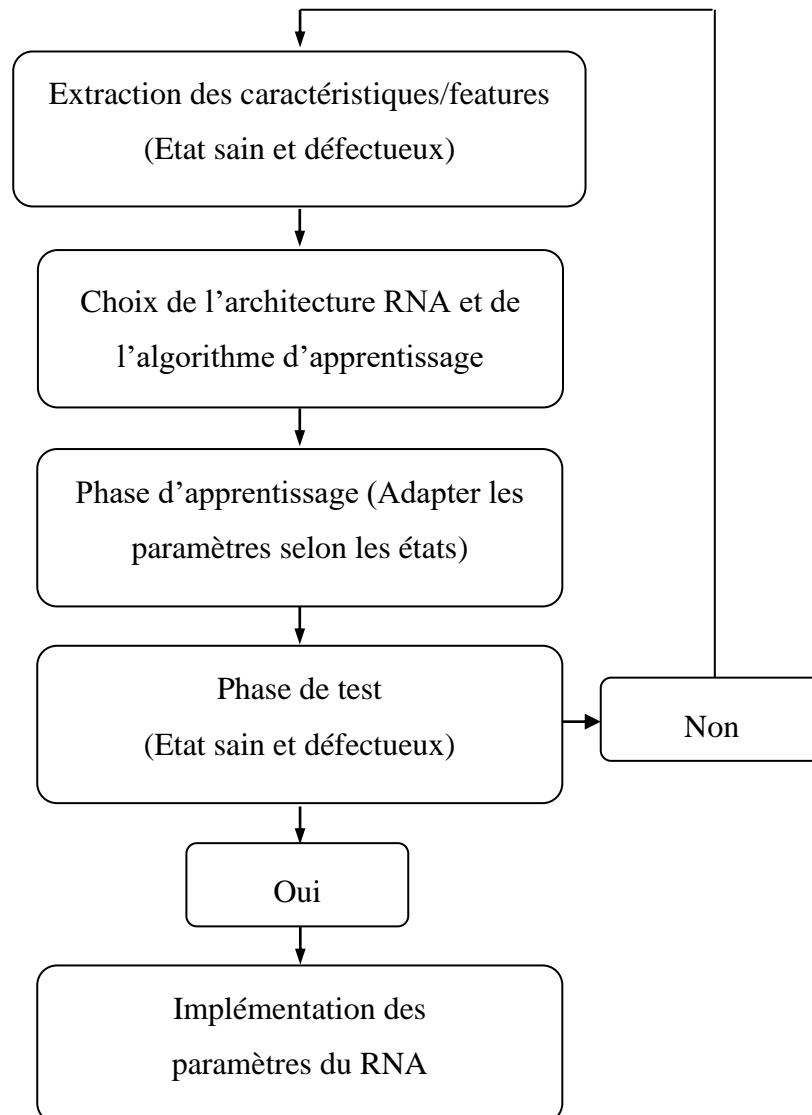 Extraction des caractéristiques/features
(Etat sain et défectueux)
Choix de l’architecture RNA et de
l’algorithme d’apprentissage
Phase d’apprentissage (Adapter les
paramètres selon les états)
Phase de test
(Etat sain et défectueux)
Non
Oui
Implémentation des
paramètres du RNA